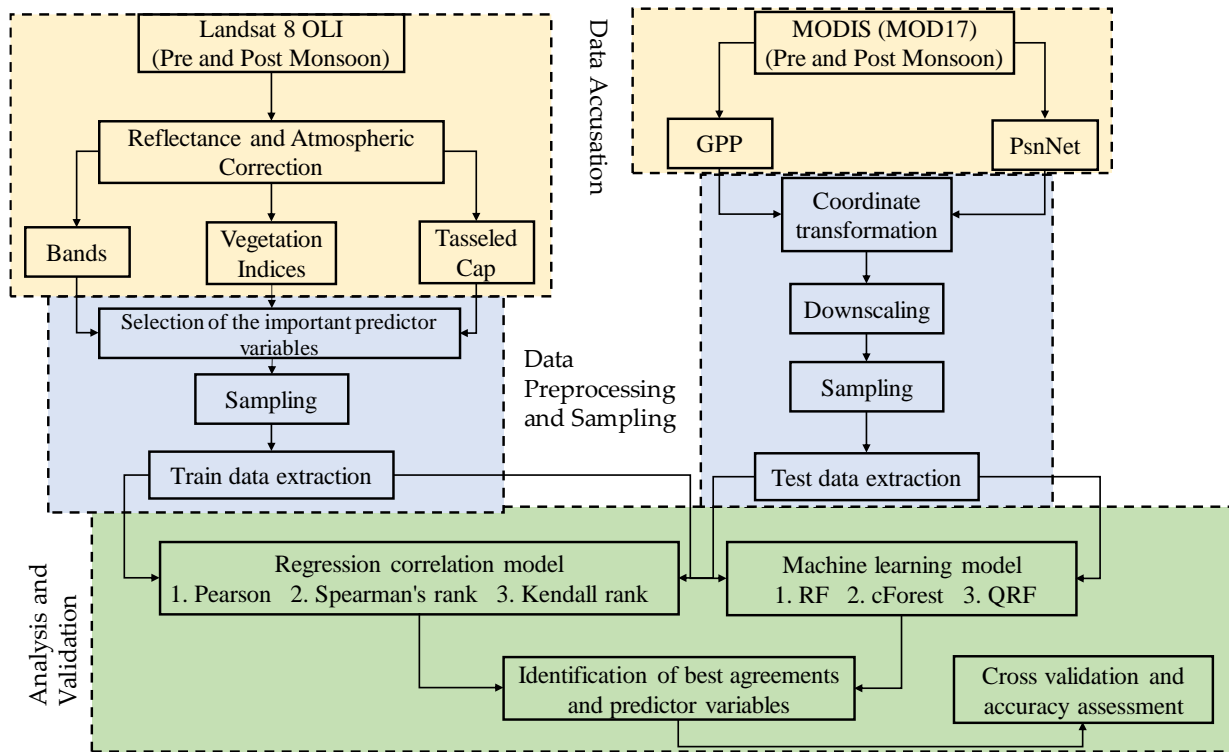 Landsat 8 OLI
(Pre and Post Monsoon)
Reflectance and Atmospheric
Correction
Bands
Vegetation
Indices
Tasseled
Cap
Data Accusation
MODIS (MOD17)
(Pre and Post Monsoon)
GPP
PsnNet
Selection of the important predictor
variables
Sampling
Train data extraction
Data
Preprocessing
and Sampling
Coordinate
transformation
Downscaling
Sampling
Test data extraction
Analysis and
Validation
Regression correlation model
1. Pearson 2. Spearman's rank 3. Kendall rank
Machine learning model
1. RF 2. cForest 3. QRF
Identification of best agreements
and predictor variables
Cross validation and
accuracy assessment